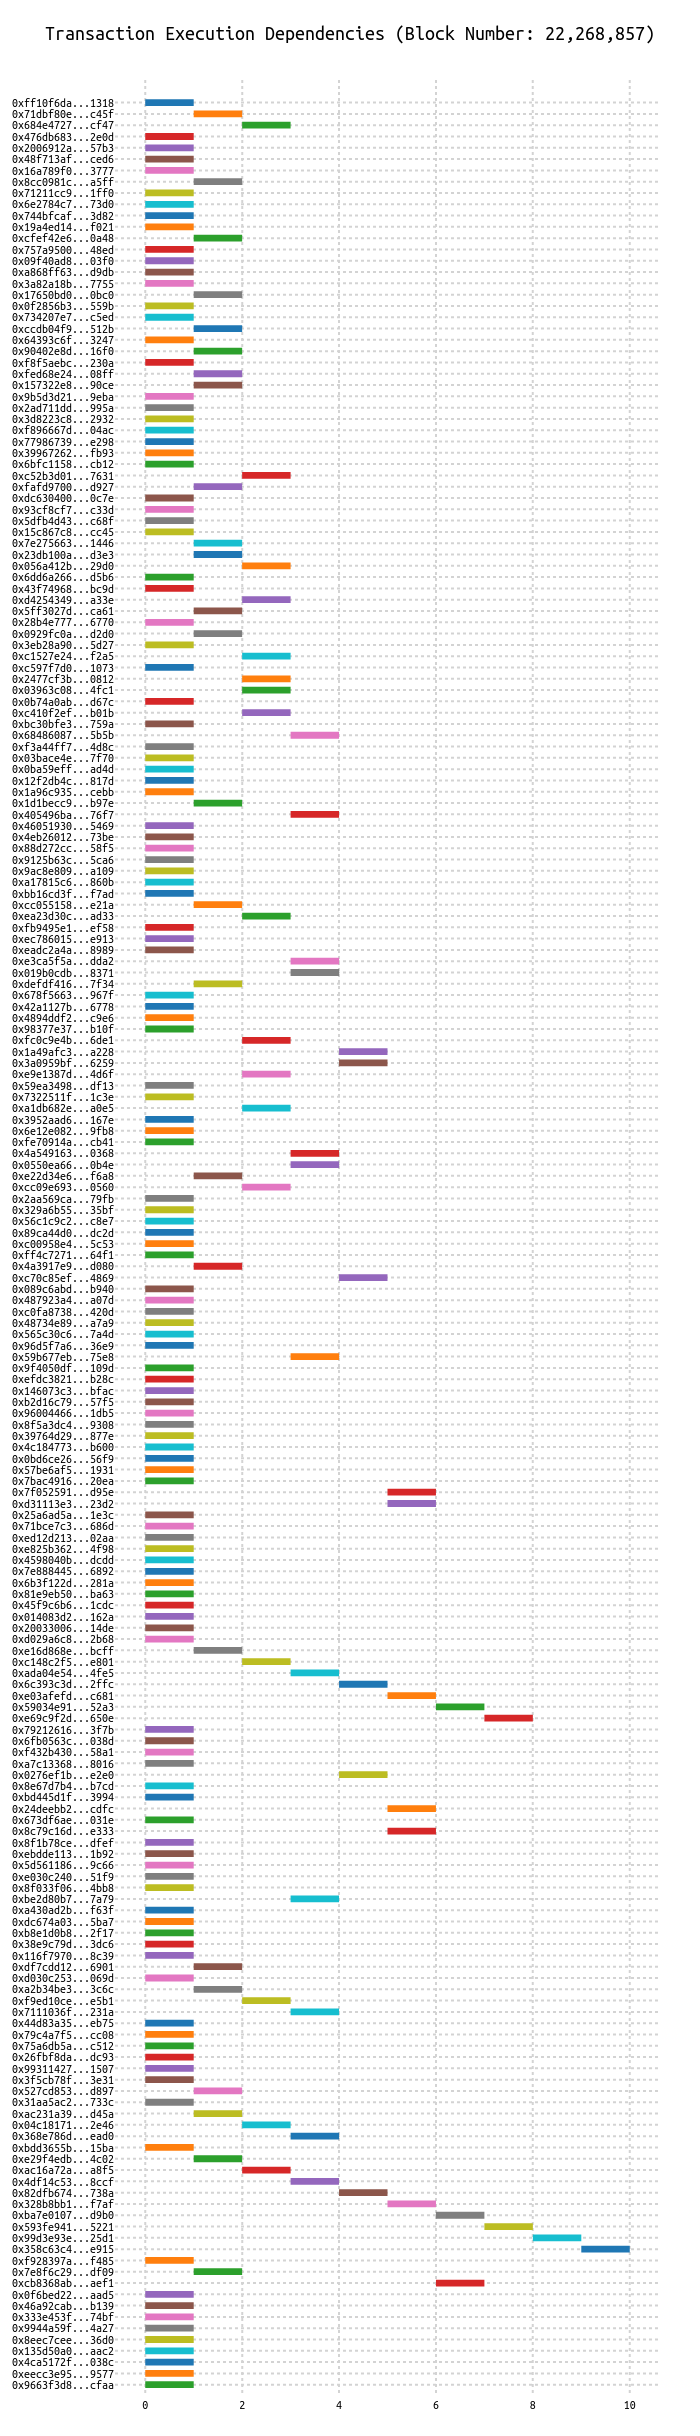 Transaction Execution Dependencies (Block Number: 22,268,857)
0xff10f6da...1318
0x71dbf80e...c45f
0x684e4727...cf47
0x476db683...2e0d
0x2006912a...57b3
0x48f713af...ced6
0x16a789f0...3777
0x8cc0981c...a5ff
0x71211cc9...1ff0
0x6e2784c7...73d0
0x744bfcaf...3d82
0x19a4ed14...f021
0xcfef42e6...0a48
0x757a9500...48ed
0x09f40ad8...03f0
0xa868ff63...d9db
0x3a82a18b...7755
0x17650bd0...0bc0
0x0f2856b3...559b
0x734207e7...c5ed
0xccdb04f9...512b
0x64393c6f...3247
0x90402e8d...16f0
0xf8f5aebc...230a
0xfed68e24...08ff
0x157322e8...90ce
0x9b5d3d21...9eba
0x2ad711dd...995a
0x3d8223c8...2932
0xf896667d...04ac
0x77986739...e298
0x39967262...fb93
0x6bfc1158...cb12
0xc52b3d01...7631
0xfafd9700...d927
0xdc630400...0c7e
0x93cf8cf7...c33d
0x5dfb4d43...c68f
0x15c867c8...cc45
0x7e275663...1446
0x23db100a...d3e3
0x056a412b...29d0
0x6dd6a266...d5b6
0x43f74968...bc9d
0xd4254349...a33e
0x5ff3027d...ca61
0x28b4e777...6770
0x0929fc0a...d2d0
0x3eb28a90...5d27
0xc1527e24...f2a5
0xc597f7d0...1073
0x2477cf3b...0812
0x03963c08...4fc1
0x0b74a0ab...d67c
0xc410f2ef...b01b
0xbc30bfe3...759a
0x68486087...5b5b
0xf3a44ff7...4d8c
0x03bace4e...7f70
0x0ba59eff...ad4d
0x12f2db4c...817d
0x1a96c935...cebb
0x1d1becc9...b97e
0x405496ba...76f7
0x46051930...5469
0x4eb26012...73be
0x88d272cc...58f5
0x9125b63c...5ca6
0x9ac8e809...a109
0xa17815c6...860b
0xbb16cd3f...f7ad
0xcc055158...e21a
0xea23d30c...ad33
0xfb9495e1...ef58
0xec786015...e913
0xeadc2a4a...8989
0xe3ca5f5a...dda2
0x019b0cdb...8371
0xdefdf416...7f34
0x678f5663...967f
0x42a1127b...6778
0x4894ddf2...c9e6
0x98377e37...b10f
0xfc0c9e4b...6de1
0x1a49afc3...a228
0x3a0959bf...6259
0xe9e1387d...4d6f
0x59ea3498...df13
0x7322511f...1c3e
0xa1db682e...a0e5
0x3952aad6...167e
0x6e12e082...9fb8
0xfe70914a...cb41
0x4a549163...0368
0x0550ea66...0b4e
0xe22d34e6...f6a8
0xcc09e693...0560
0x2aa569ca...79fb
0x329a6b55...35bf
0x56c1c9c2...c8e7
0x89ca44d0...dc2d
0xc00958e4...5c53
0xff4c7271...64f1
0x4a3917e9...d080
0xc70c85ef...4869
0x089c6abd...b940
0x487923a4...a07d
0xc0fa8738...420d
0x48734e89...a7a9
0x565c30c6...7a4d
0x96d5f7a6...36e9
0x59b677eb...75e8
0x9f4050df...109d
0xefdc3821...b28c
0x146073c3...bfac
0xb2d16c79...57f5
0x96004466...1db5
0x8f5a3dc4...9308
0x39764d29...877e
0x4c184773...b600
0x0bd6ce26...56f9
0x57be6af5...1931
0x7bac4916...20ea
0x7f052591...d95e
0xd31113e3...23d2
0x25a6ad5a...1e3c
0x71bce7c3...686d
0xed12d213...02aa
0xe825b362...4f98
0x4598040b...dcdd
0x7e888445...6892
0x6b3f122d...281a
0x81e9eb50...ba63
0x45f9c6b6...1cdc
0x014083d2...162a
0x20033006...14de
0xd029a6c8...2b68
0xe16d868e...bcff
0xc148c2f5...e801
0xada04e54...4fe5
0x6c393c3d...2ffc
0xe03afefd...c681
0x59034e91...52a3
0xe69c9f2d...650e
0x79212616...3f7b
0x6fb0563c...038d
0xf432b430...58a1
0xa7c13368...8016
0x0276ef1b...e2e0
0x8e67d7b4...b7cd
0xbd445d1f...3994
0x24deebb2...cdfc
0x673df6ae...031e
0x8c79c16d...e333
0x8f1b78ce...dfef
0xebdde113...1b92
0x5d561186...9c66
0xe030c240...51f9
0x8f033f06...4bb8
0xbe2d80b7...7a79
0xa430ad2b...f63f
0xdc674a03...5ba7
0xb8e1d0b8...2f17
0x38e9c79d...3dc6
0x116f7970...8c39
0xdf7cdd12...6901
0xd030c253...069d
0xa2b34be3...3c6c
0xf9ed10ce...e5b1
0x7111036f...231a
0x44d83a35...eb75
0x79c4a7f5...cc08
0x75a6db5a...c512
0x26fbf8da...dc93
0x99311427...1507
0x3f5cb78f...3e31
0x527cd853...d897
0x31aa5ac2...733c
0xac231a39...d45a
0x04c18171...2e46
0x368e786d...ead0
0xbdd3655b...15ba
0xe29f4edb...4c02
0xac16a72a...a8f5
0x4df14c53...8ccf
0x82dfb674...738a
0x328b8bb1...f7af
0xba7e0107...d9b0
0x593fe941...5221
0x99d3e93e...25d1
0x358c63c4...e915
0xf928397a...f485
0x7e8f6c29...df09
0xcb8368ab...aef1
0x0f6bed22...aad5
0x46a92cab...b139
0x333e453f...74bf
0x9944a59f...4a27
0x8eec7cee...36d0
0x135d50a0...aac2
0x4ca5172f...038c
0xeecc3e95...9577
0x9663f3d8...cfaa
0 2 4 6 8 10